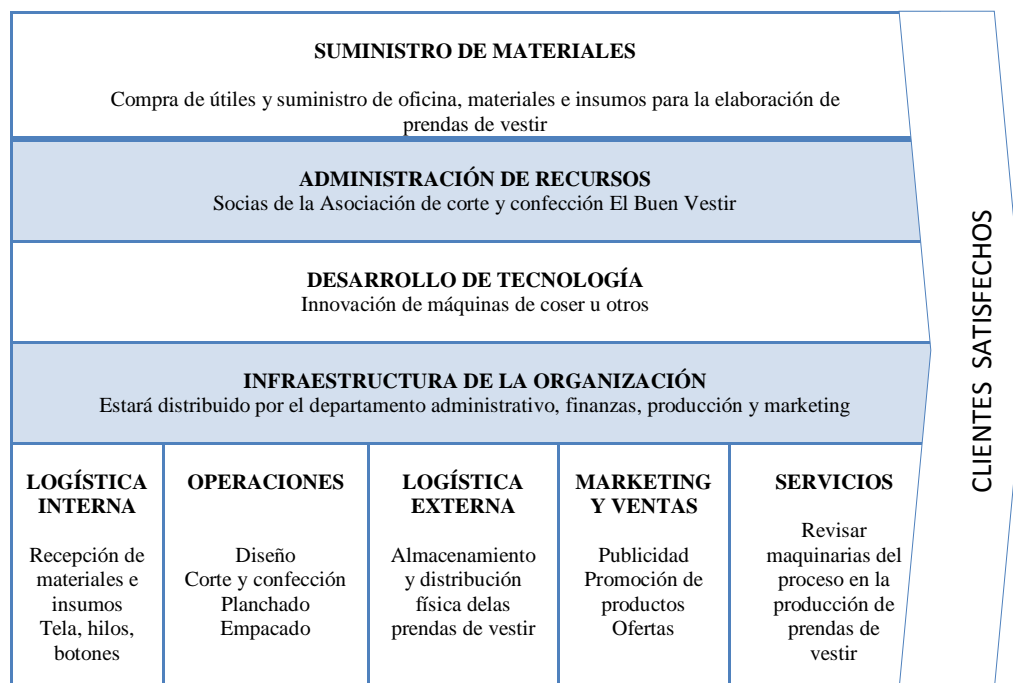 SUMINISTRO DE MATERIALES
Compra de útiles y suministro de oficina, materiales e insumos para la elaboración de
prendas de vestir
ADMINISTRACIÓN DE RECURSOS
Socias de la Asociación de corte y confección El Buen Vestir
DESARROLLO DE TECNOLOGÍA
Innovación de máquinas de coser u otros
INFRAESTRUCTURA DE LA ORGANIZACIÓN
Estará distribuido por el departamento administrativo, finanzas, producción y marketing
LOGÍSTICA
INTERNA
Recepción de
materiales e
insumos
Tela, hilos,
botones
OPERACIONES
Diseño
Corte y confección
Planchado
Empacado
LOGÍSTICA
EXTERNA
Almacenamiento
y distribución
física delas
prendas de vestir
MARKETING
Y VENTAS
Publicidad
Promoción de
productos
Ofertas
SERVICIOS
Revisar
maquinarias del
proceso en la
producción de
prendas de
vestir
CLIENTES SATISFECHOS